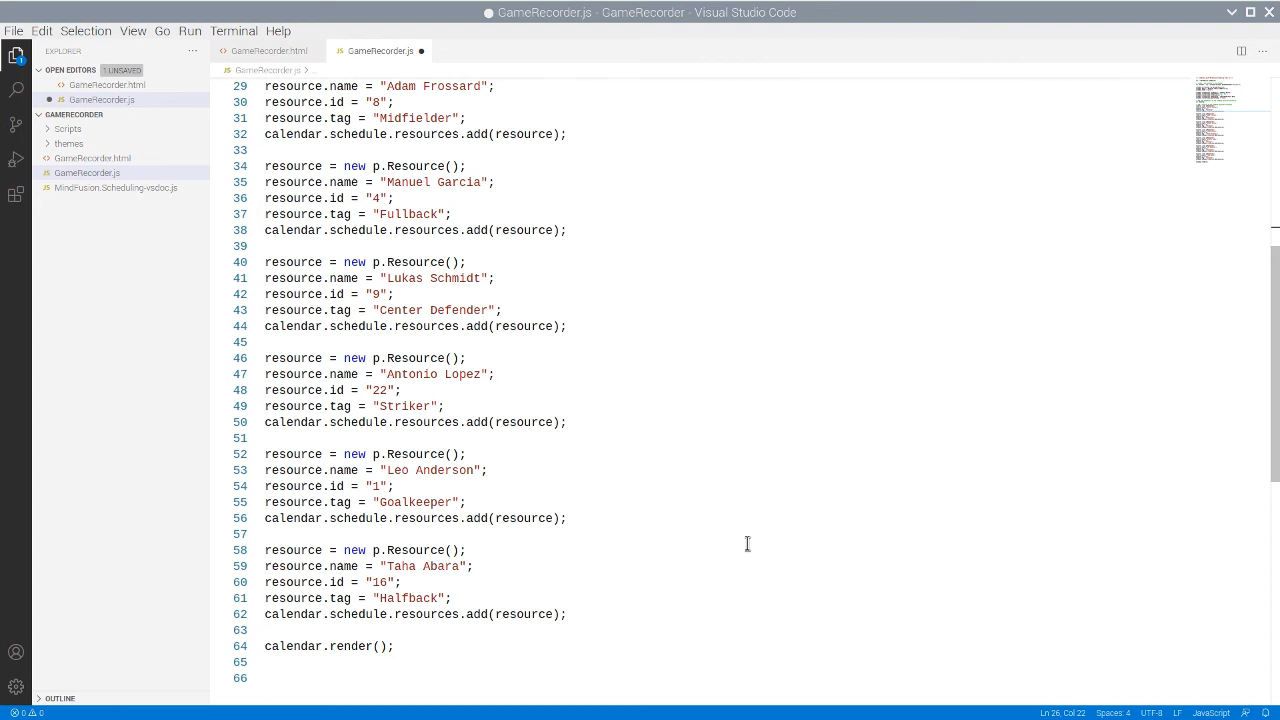 GameRecorder.js - GameRecorder - Visual Studio Code
File Edit Selection View Go Run Terminal Help
EXPLORER
GameRecorder.html
GameRecorder.js
OPEN EDITORS 1 UNSAVED
GameRecorder.js > ...
GameRecorder.html
GameRecorder.js
GAMERECORDER
Scripts
themes
GameRecorder.html
GameRecorder.js
MindFusion.Scheduling-vsdoc.js
OUTLINE
1
29 resource.name = "Adam Frossard";
30 resource.id = "8";
31 resource.tag = "Midfielder";
32 calendar.schedule.resources.add(resource);
33
34 resource = new p.Resource();
35 resource.name = "Manuel Garcia";
36 resource.id = "4";
37 resource.tag = "Fullback";
38 calendar.schedule.resources.add(resource);
39
40 resource = new p.Resource();
41 resource.name = "Lukas Schmidt";
42 resource.id = "9";
43 resource.tag = "Center Defender";
44 calendar.schedule.resources.add(resource);
45
46 resource = new p.Resource();
47 resource.name = "Antonio Lopez";
48 resource.id = "22";
49 resource.tag = "Striker";
50 calendar.schedule.resources.add(resource);
51
52 resource = new p.Resource();
53 resource.name = "Leo Anderson";
54 resource.id = "1";
55 resource.tag = "Goalkeeper";
56 calendar.schedule.resources.add(resource);
57
58 resource = new p.Resource();
59 resource.name = "Taha Abara";
60 resource.id = "16";
61 resource.tag = "Halfback";
62 calendar.schedule.resources.add(resource);
63
64 calendar.render();
65
66
0 0 Ln 26, Col 22 Spaces: 4 UTF-8 LF JavaScript